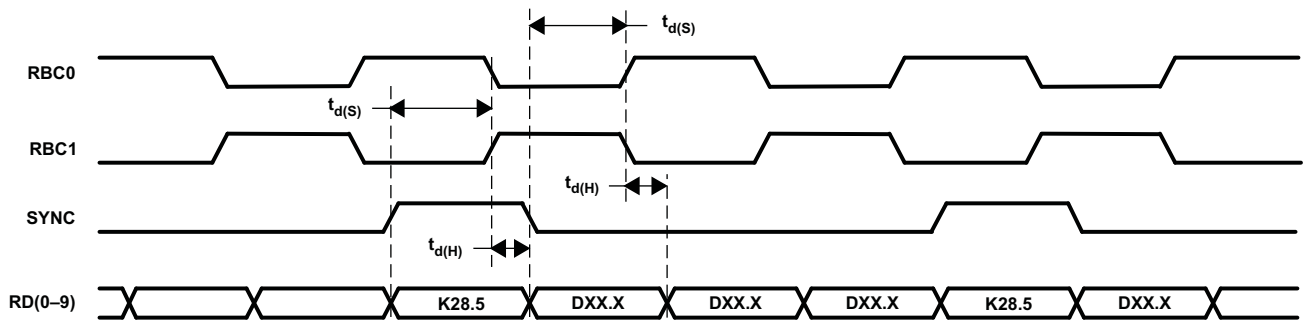 t_d(S)
RBC0
t_d(S)
RBC1
t_d(H)
SYNC
t_d(H)
RD(0–9) K28.5 DXX.X DXX.X DXX.X K28.5 DXX.X